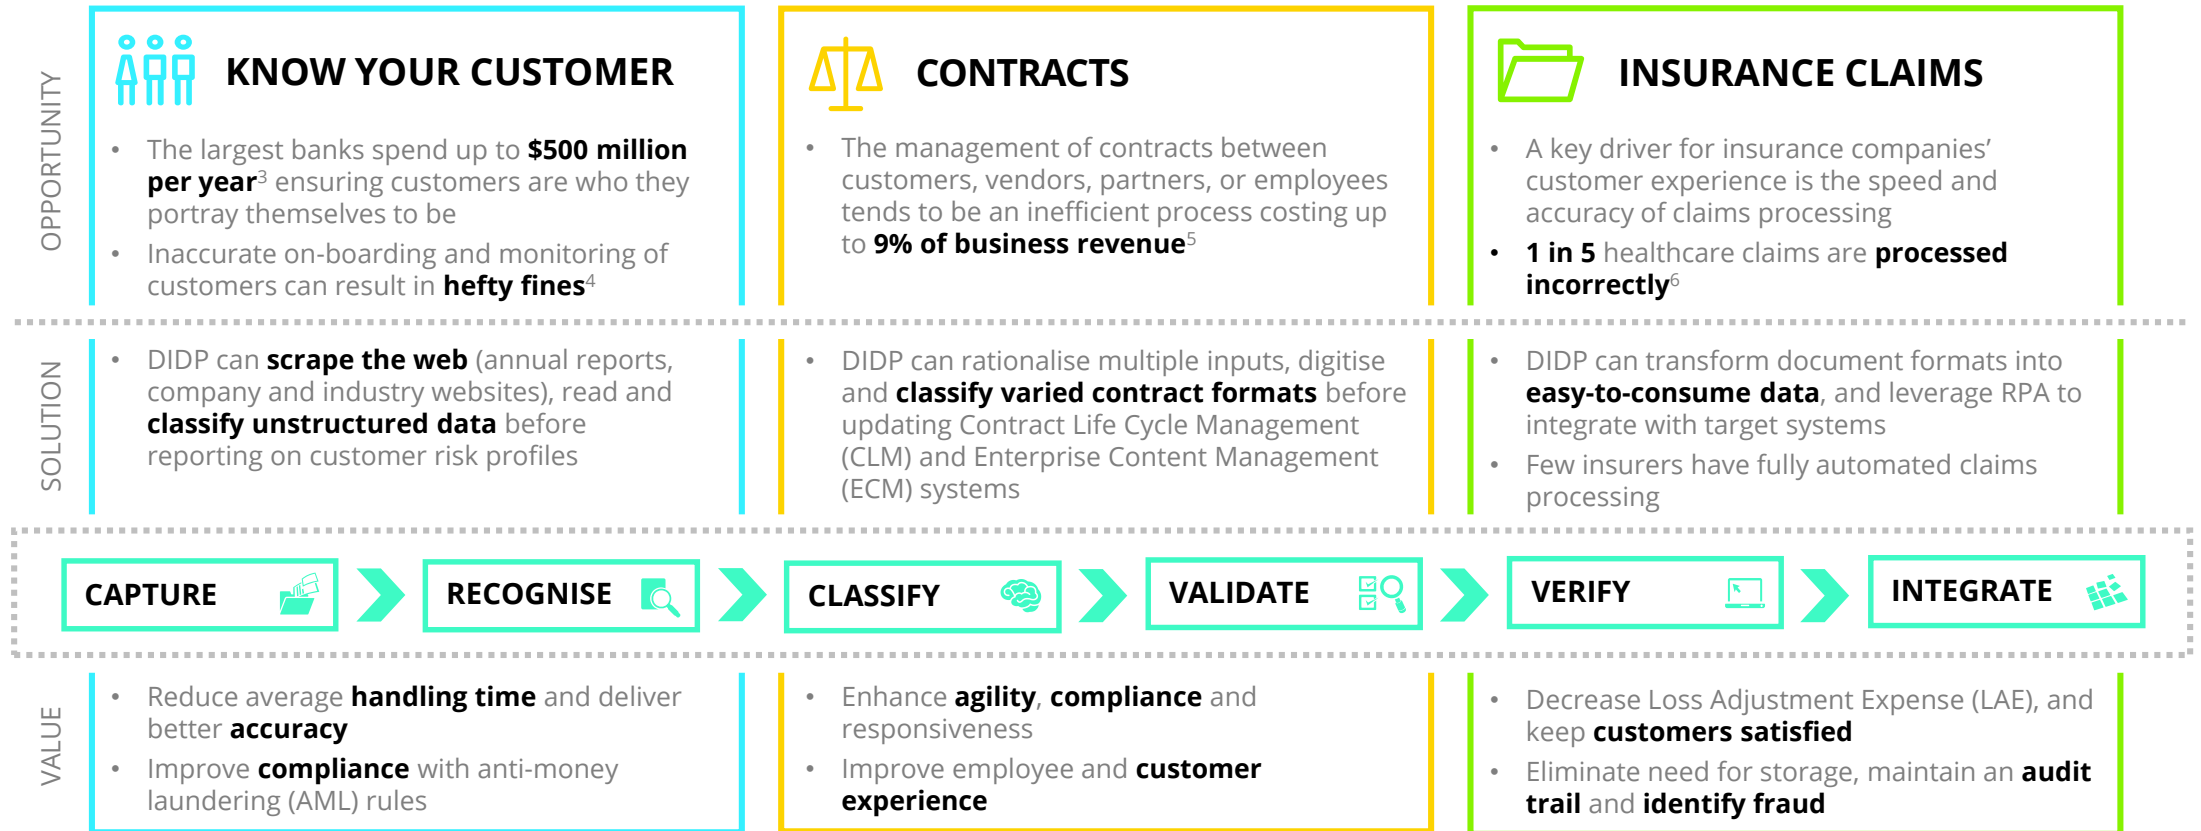 OPPORTUNITY
KNOW YOUR CUSTOMER
• The largest banks spend up to $500 million
per year3 ensuring customers are who they
portray themselves to be
• Inaccurate on-boarding and monitoring of
customers can result in hefty fines4
CONTRACTS
• The management of contracts between
customers, vendors, partners, or employees
tends to be an inefficient process costing up
to 9% of business revenue5
INSURANCE CLAIMS
• A key driver for insurance companies’
customer experience is the speed and
accuracy of claims processing
• 1 in 5 healthcare claims are processed
incorrectly6
SOLUTION
• DIDP can scrape the web (annual reports,
company and industry websites), read and
classify unstructured data before
reporting on customer risk profiles
• DIDP can rationalise multiple inputs, digitise
and classify varied contract formats before
updating Contract Life Cycle Management
(CLM) and Enterprise Content Management
(ECM) systems
• DIDP can transform document formats into
easy-to-consume data, and leverage RPA to
integrate with target systems
• Few insurers have fully automated claims
processing
CAPTURE
RECOGNISE
CLASSIFY
VALIDATE
VERIFY
INTEGRATE
VALUE
• Reduce average handling time and deliver
better accuracy
• Improve compliance with anti-money
laundering (AML) rules
• Enhance agility, compliance and
responsiveness
• Improve employee and customer
experience
• Decrease Loss Adjustment Expense (LAE), and
keep customers satisfied
• Eliminate need for storage, maintain an audit
trail and identify fraud